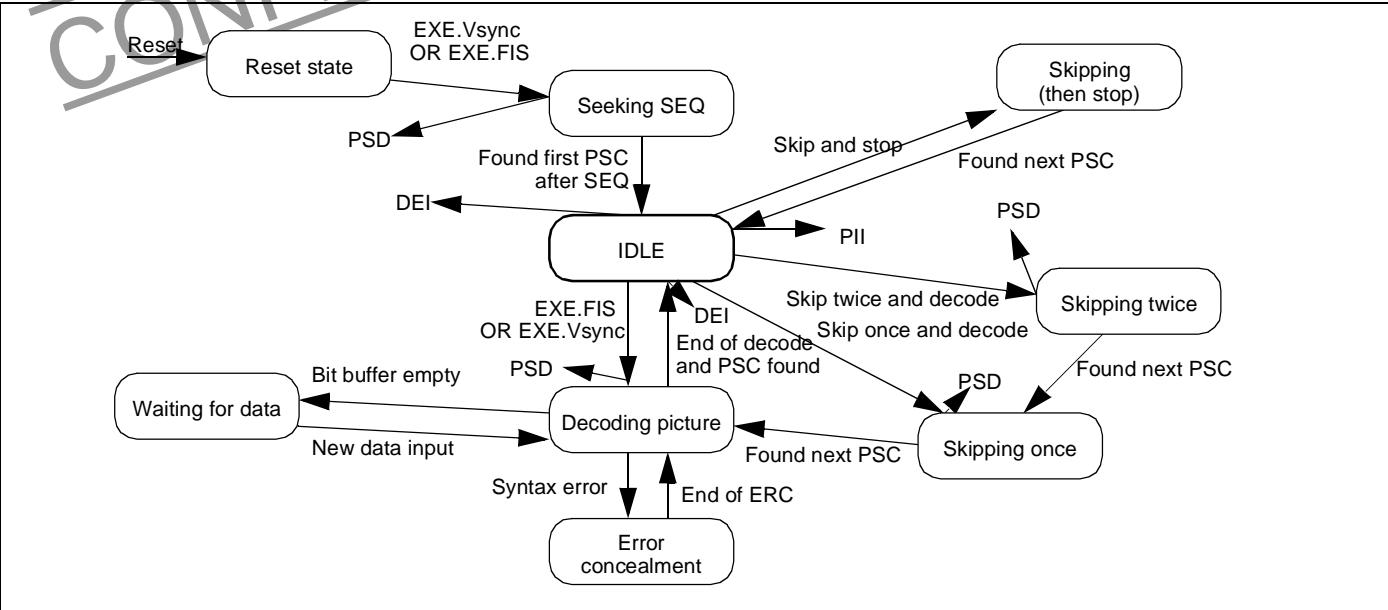 Reset
Reset state
EXE.Vsync
OR EXE.FIS
Seeking SEQ
PSD
Skipping
(then stop)
Skip and stop
Found next PSC
Found first PSC
after SEQ
DEI
IDLE
PII
PSD
Skip twice and decode
Skipping twice
Skip once and decode
EXE.FIS
OR EXE.Vsync
DEI
End of decode
and PSC found
PSD
Found next PSC
Bit buffer empty
Waiting for data
New data input
Decoding picture
PSD
Found next PSC
Skipping once
Syntax error
End of ERC
Error
concealment